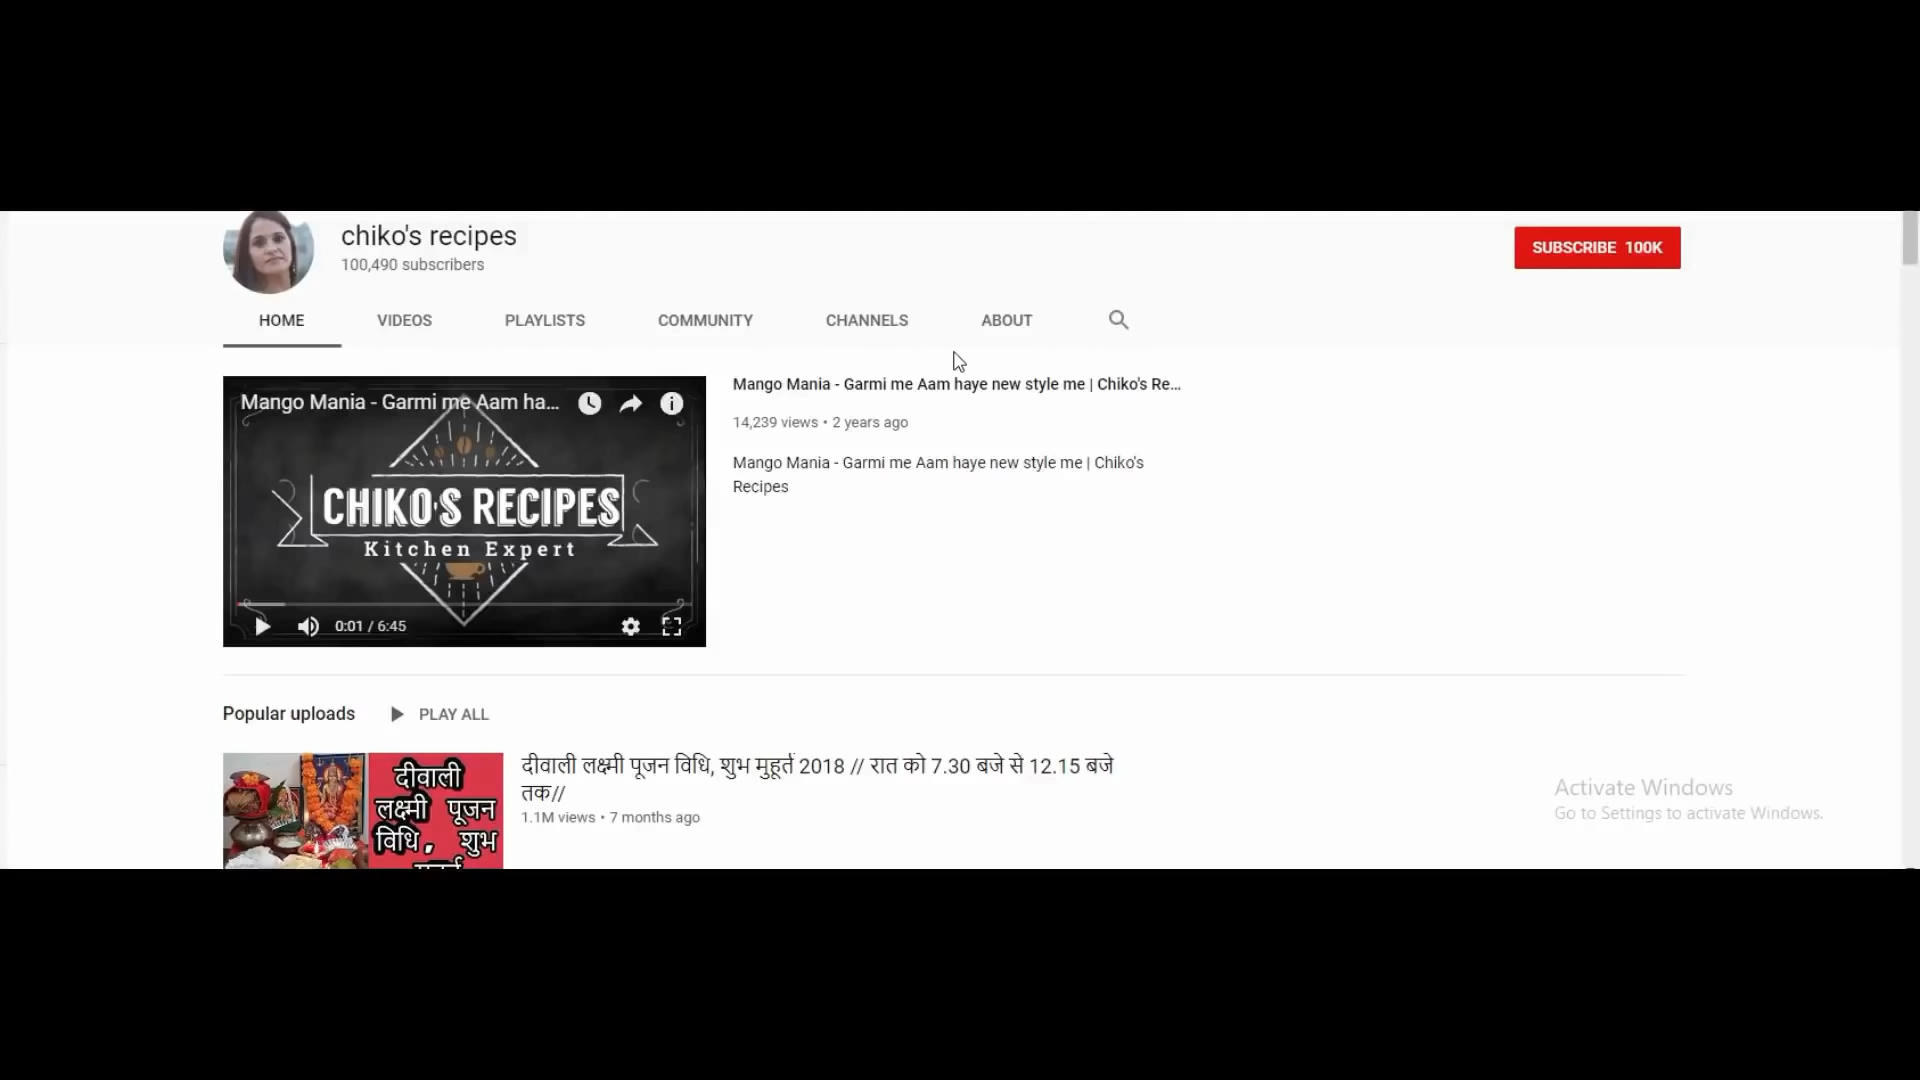 chiko's recipes
100,490 subscribers
SUBSCRIBE 100K
HOME VIDEOS PLAYLISTS COMMUNITY CHANNELS ABOUT
Mango Mania - Garmi me Aam ha...
CHIKO'S RECIPES
Kitchen Expert
0:01 / 6:45
Mango Mania - Garmi me Aam haye new style me | Chiko's Re...
14,239 views • 2 years ago
Mango Mania - Garmi me Aam haye new style me | Chiko's
Recipes
Popular uploads PLAY ALL
दीवाली
लक्ष्मी पूजन
विधि, शुभ
दीवाली लक्ष्मी पूजन विधि, शुभ मुहूर्त 2018 // रात को 7.30 बजे से 12.15 बजे
तक//
1.1M views • 7 months ago
Activate Windows
Go to Settings to activate Windows.